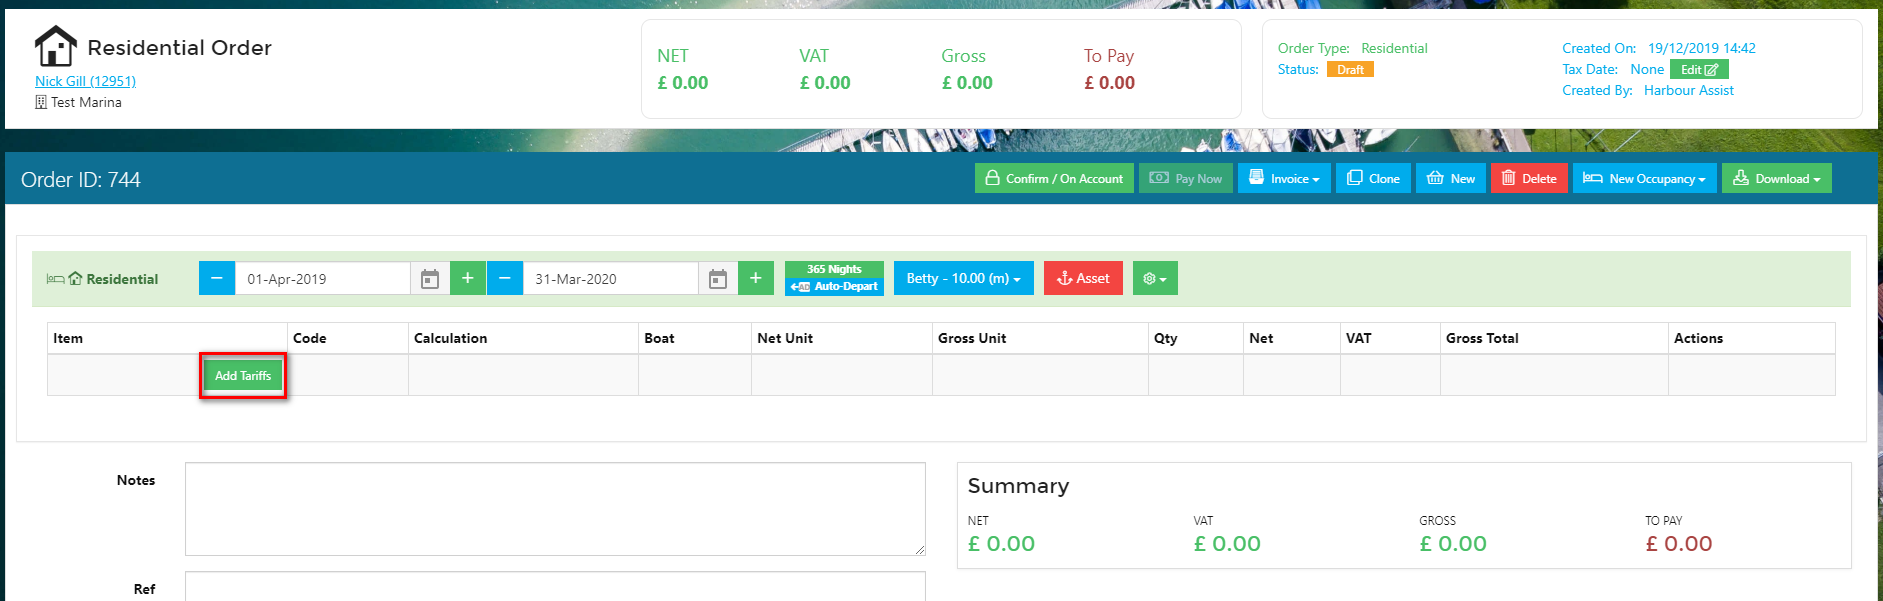 Residential Order
Nick Gill (12951)
Test Marina
NET VAT Gross To Pay
£ 0.00 £ 0.00 £ 0.00 £ 0.00
Order Type: Residential
Status: Draft
Created On: 19/12/2019 14:42
Tax Date: None Edit
Created By: Harbour Assist
Order ID: 744
Confirm / On Account Pay Now Invoice Clone New Delete New Occupancy Download
Residential 01-Apr-2019 + 31-Mar-2020 + 365 Nights
AD Auto-Depart
Betty - 10.00 (m) Asset
Item Code Calculation Boat Net Unit Gross Unit Qty Net VAT Gross Total Actions
Add Tariffs
Notes
Ref
Summary
NET VAT GROSS TO PAY
£ 0.00 £ 0.00 £ 0.00 £ 0.00